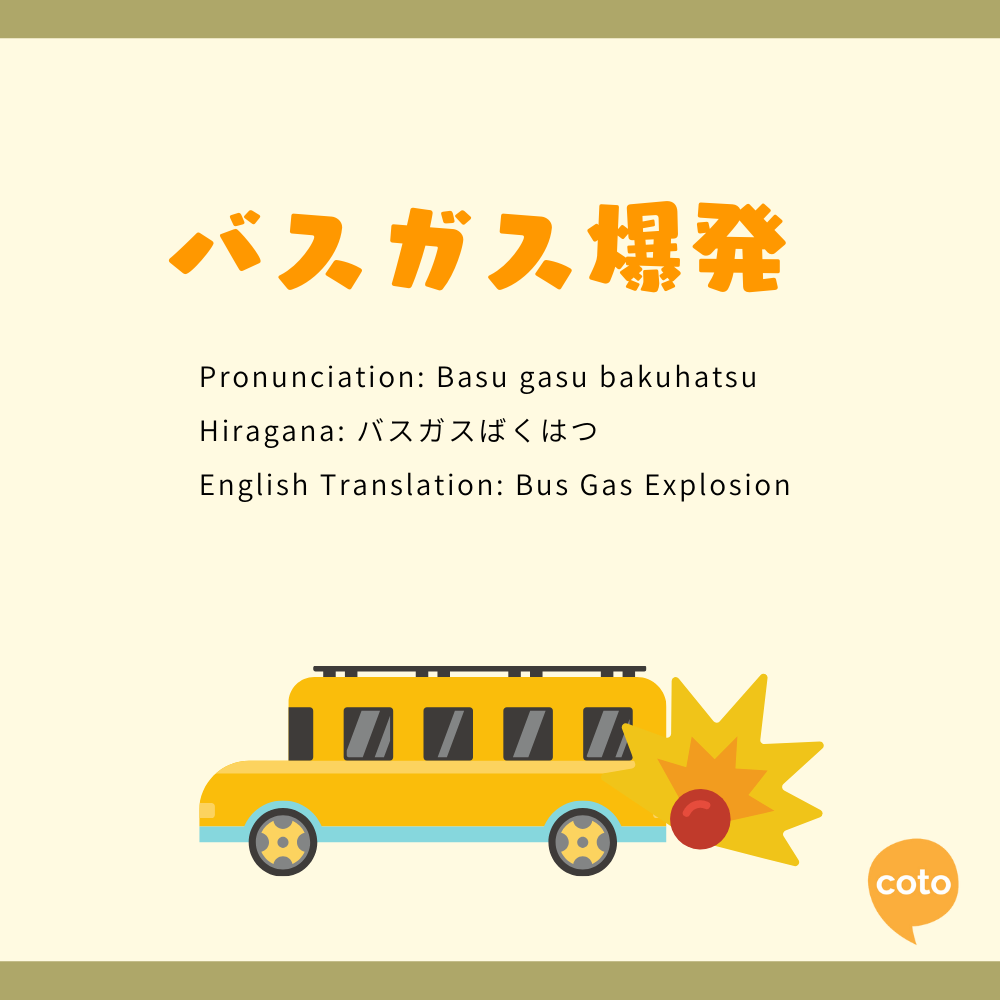 バスガス爆発
Pronunciation: Basu gasu bakuhatsu
Hiragana: バスガスばくはつ
English Translation: Bus Gas Explosion
coto